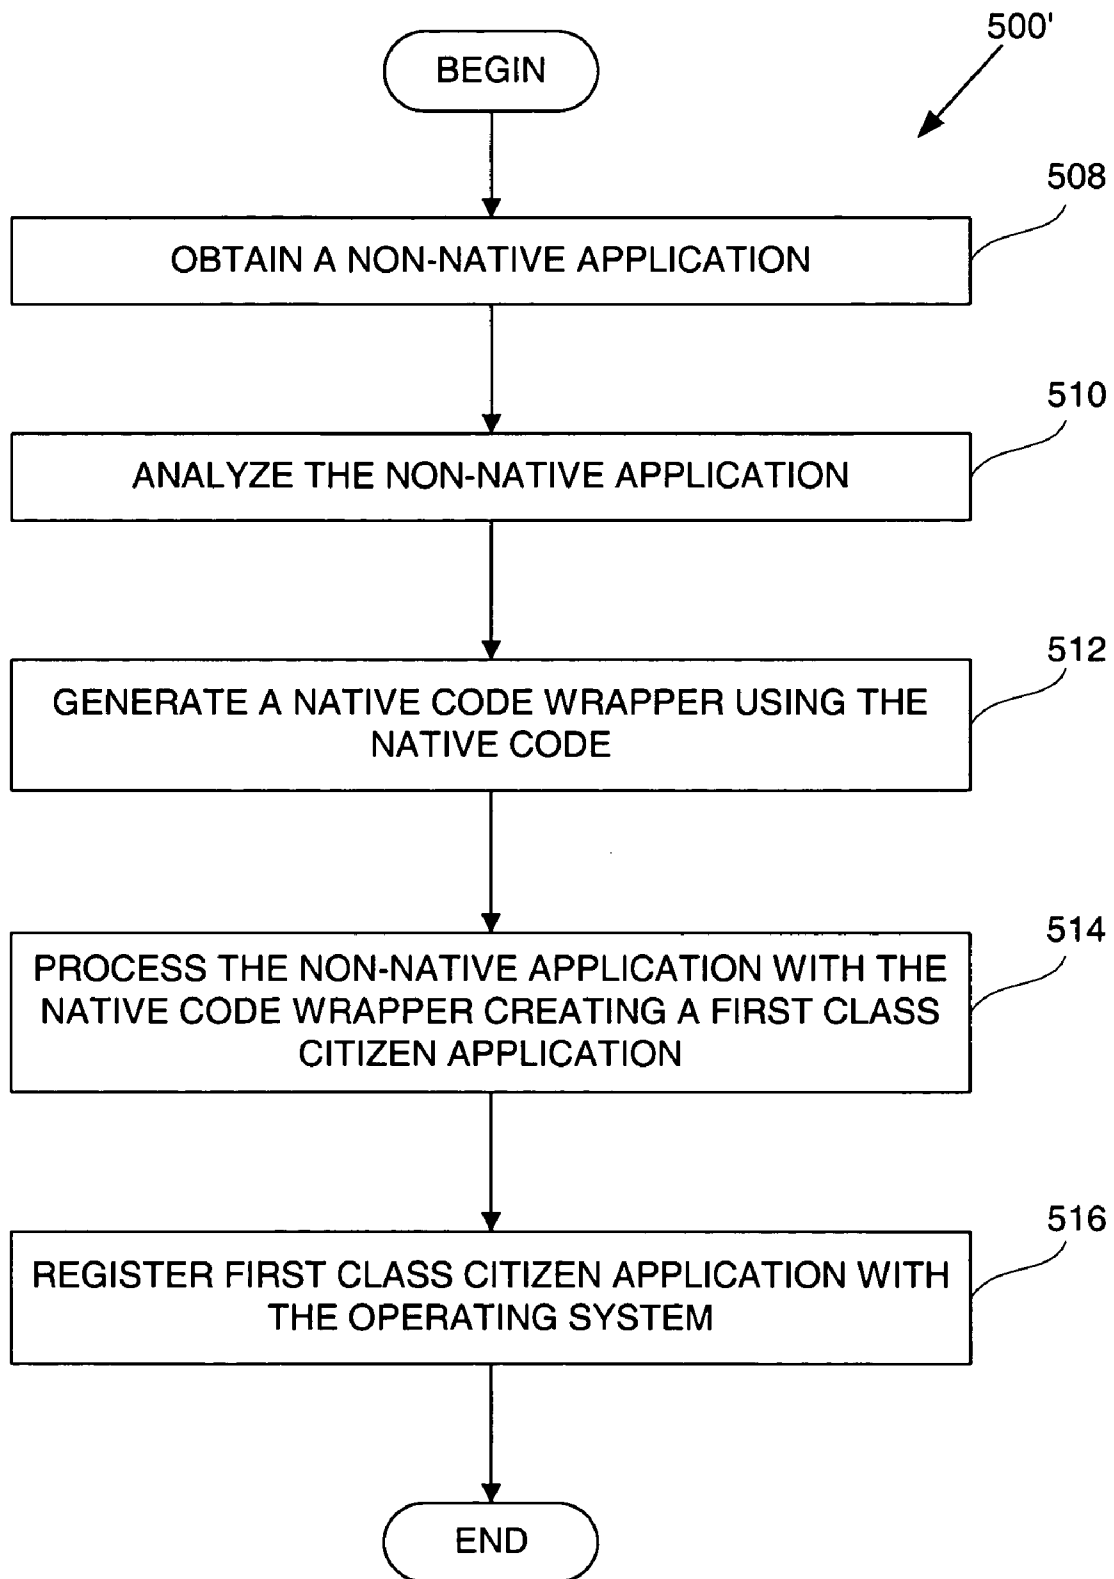 500'
BEGIN
508
OBTAIN A NON-NATIVE APPLICATION
510
ANALYZE THE NON-NATIVE APPLICATION
512
GENERATE A NATIVE CODE WRAPPER USING THE
NATIVE CODE
514
PROCESS THE NON-NATIVE APPLICATION WITH THE
NATIVE CODE WRAPPER CREATING A FIRST CLASS
CITIZEN APPLICATION
516
REGISTER FIRST CLASS CITIZEN APPLICATION WITH
THE OPERATING SYSTEM
END